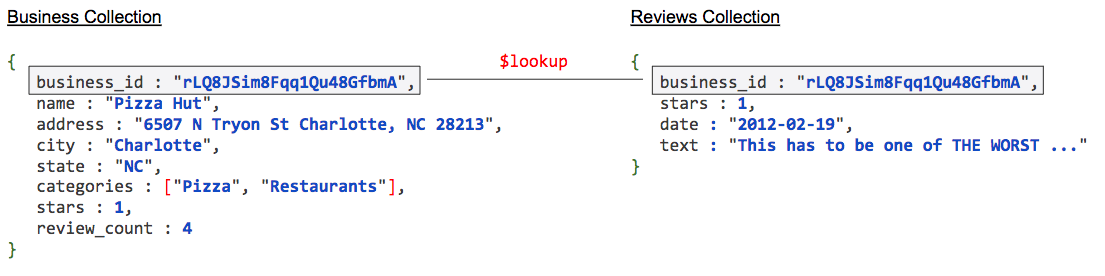 Business Collection
{
business_id : "rLQ8JSim8Fqq1Qu48GfbmA",
name : "Pizza Hut",
address : "6507 N Tryon St Charlotte, NC 28213",
city : "Charlotte",
state : "NC",
categories : ["Pizza", "Restaurants"],
stars : 1,
review_count : 4
}
$lookup
Reviews Collection
{
business_id : "rLQ8JSim8Fqq1Qu48GfbmA",
stars : 1,
date : "2012-02-19",
text : "This has to be one of THE WORST ..."
}